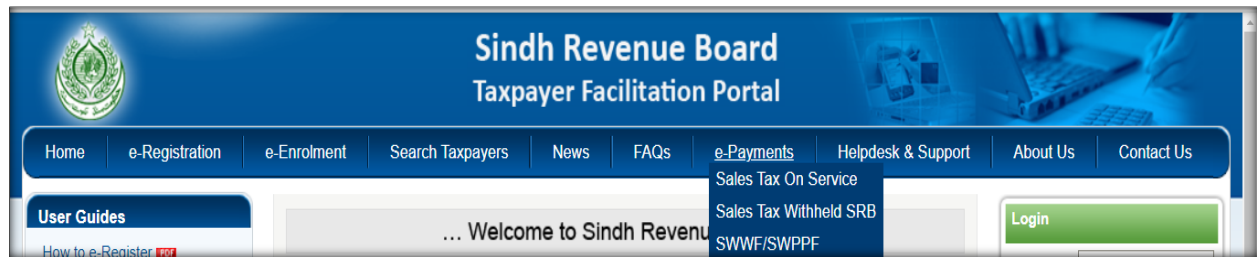 Sindh Revenue Board
Taxpayer Facilitation Portal
Home e-Registration e-Enrolment Search Taxpayers News FAQs e-Payments Helpdesk & Support About Us Contact Us
Sales Tax On Service
Sales Tax Withheld SRB
SWWF/SWPPF
User Guides
How to e-Register PDF
... Welcome to Sindh Revenu
Login